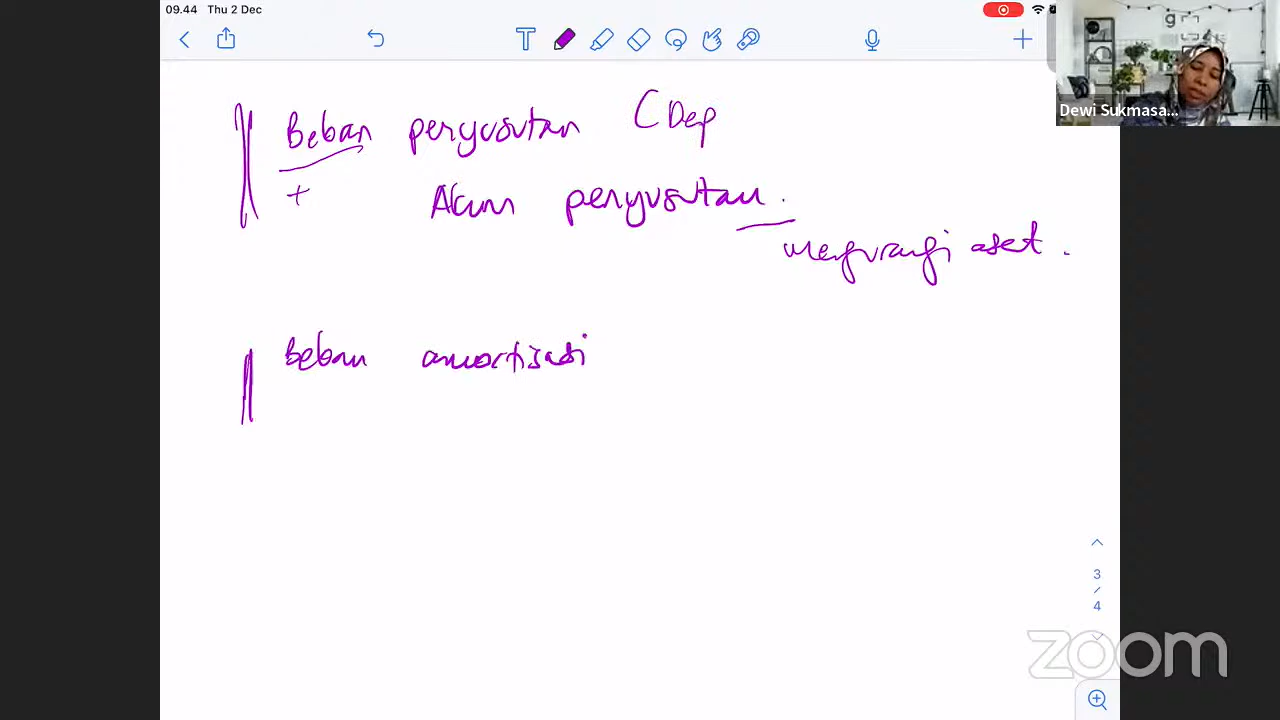 09.44 Thu 2 Dec
Dewi Sukmasa...
Beban penyusutan (Dep
+ Akum penyusutan.
mengurangi aset.
Beban amortisasi
3
/
4
zoom